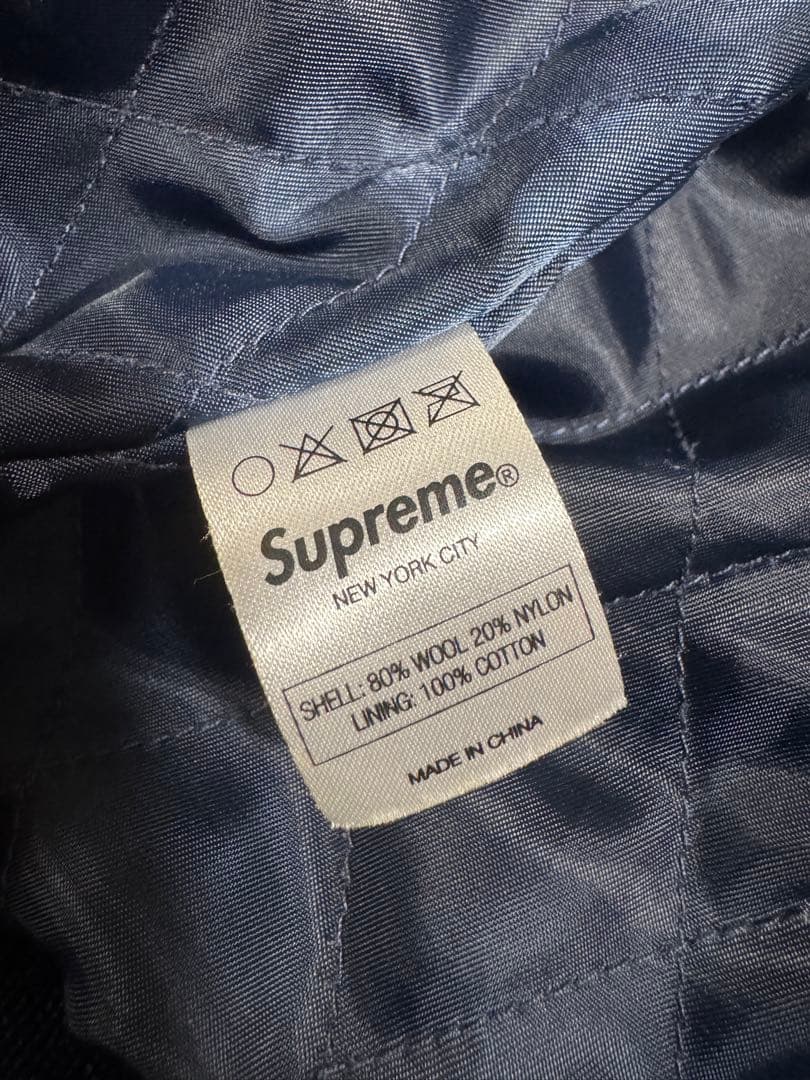 Supreme®
NEW YORK CITY
SHELL: 80% WOOL 20% NYLON
LINING: 100% COTTON
MADE IN CHINA